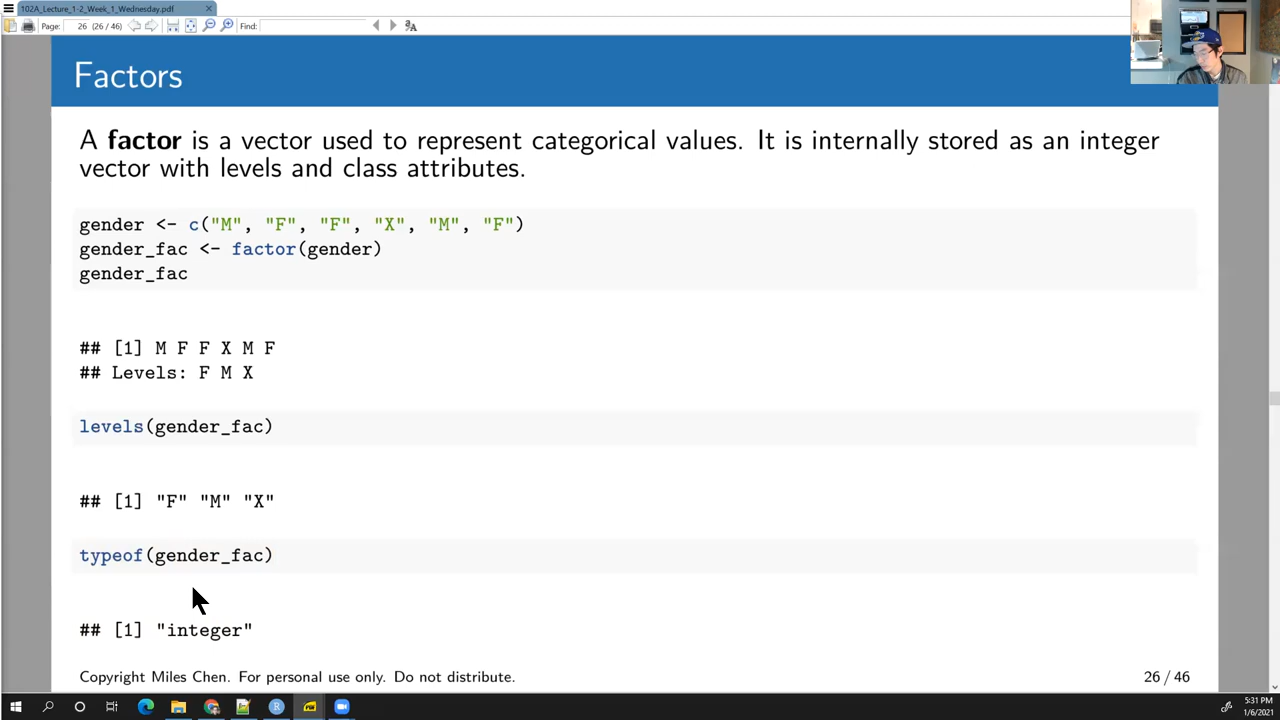 102A_Lecture_1-2_Week_1_Wednesday.pdf
Page: 26 (26 / 46) Find:
Factors
A factor is a vector used to represent categorical values. It is internally stored as an integer
vector with levels and class attributes.
gender <- c("M", "F", "F", "X", "M", "F")
gender_fac <- factor(gender)
gender_fac
## [1] M F F X M F
## Levels: F M X
levels(gender_fac)
## [1] "F" "M" "X"
typeof(gender_fac)
## [1] "integer"
Copyright Miles Chen. For personal use only. Do not distribute. 26 / 46
5:31 PM
1/6/2021